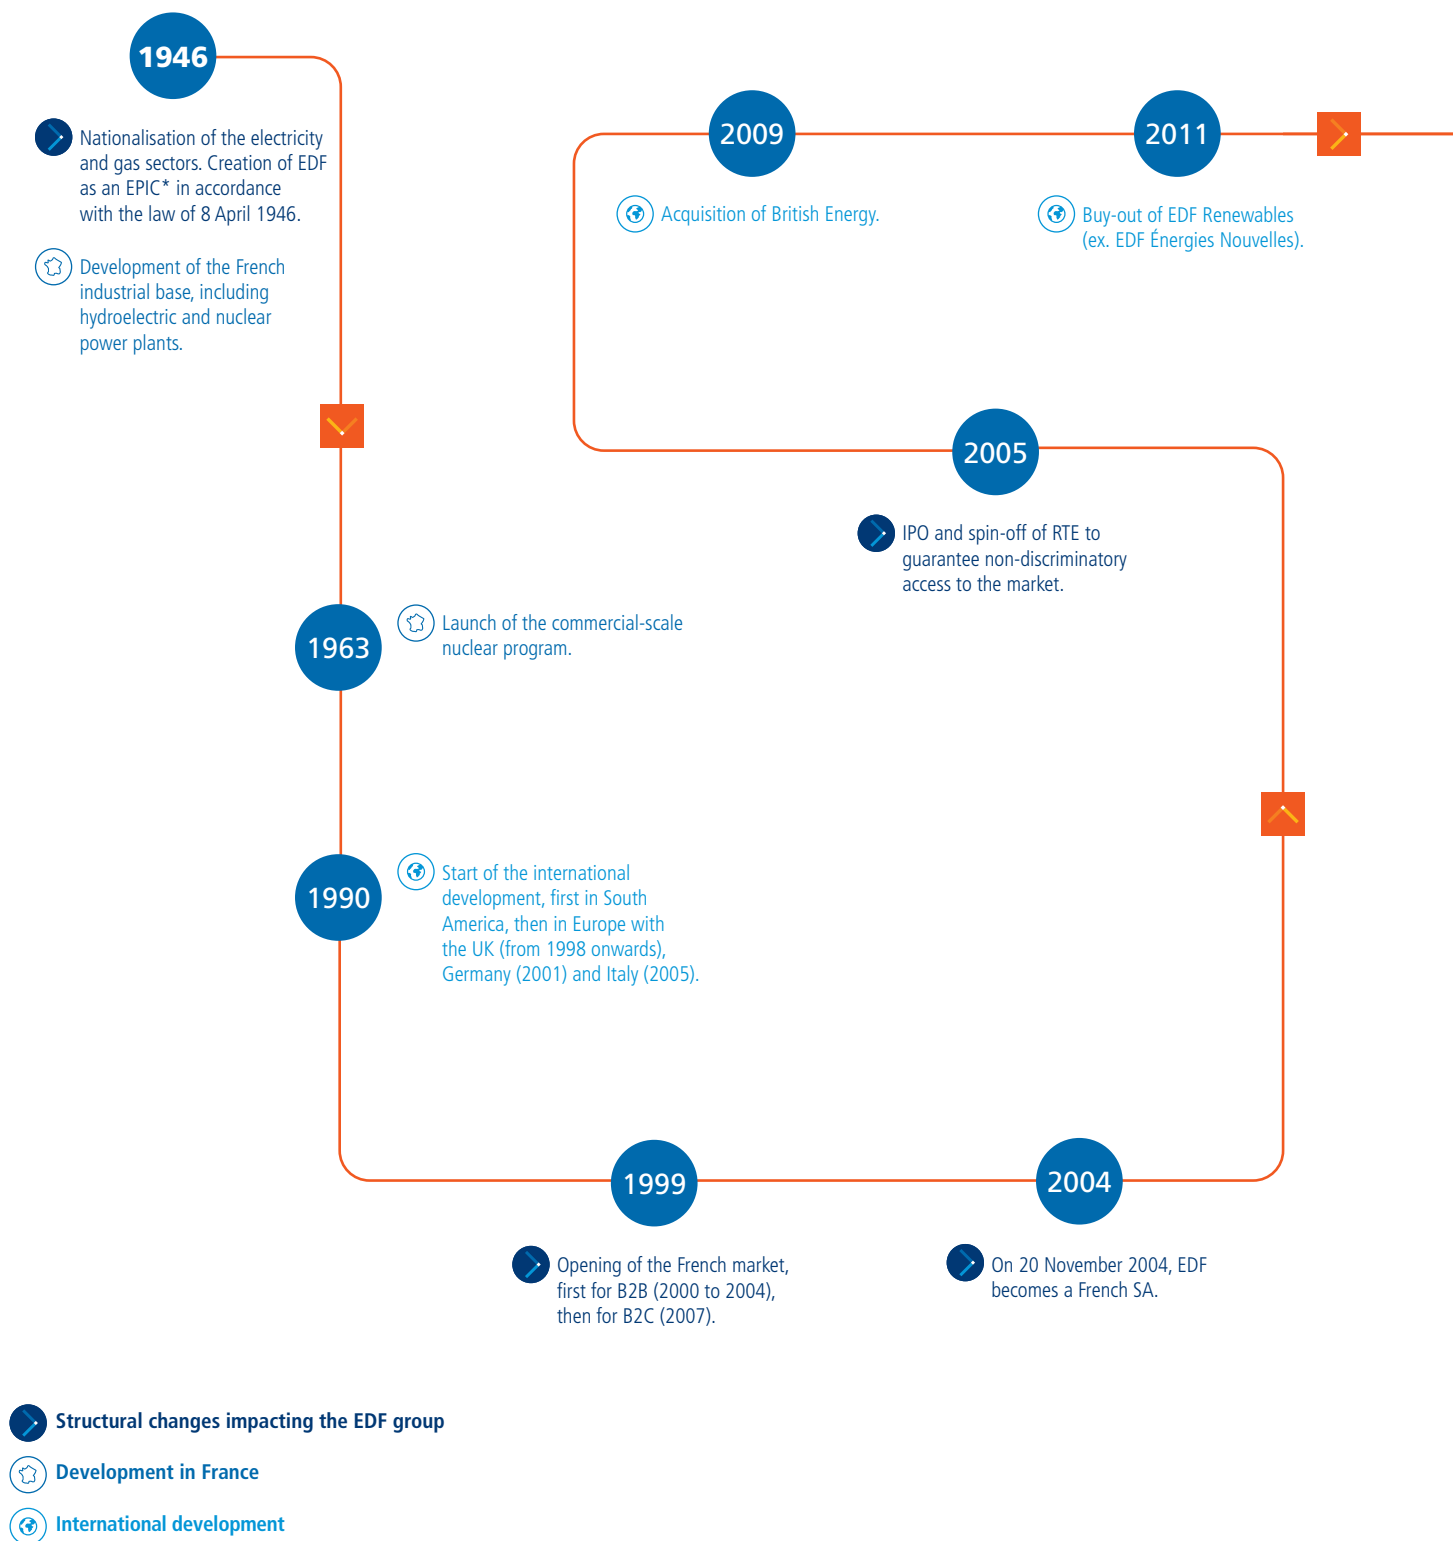 1946
Nationalisation of the electricity
and gas sectors. Creation of EDF
as an EPIC* in accordance
with the law of 8 April 1946.
Development of the French
industrial base, including
hydroelectric and nuclear
power plants.
1963
Launch of the commercial-scale
nuclear program.
1990
Start of the international
development, first in South
America, then in Europe with
the UK (from 1998 onwards),
Germany (2001) and Italy (2005).
1999
Opening of the French market,
first for B2B (2000 to 2004),
then for B2C (2007).
2004
On 20 November 2004, EDF
becomes a French SA.
2005
IPO and spin-off of RTE to
guarantee non-discriminatory
access to the market.
2009
Acquisition of British Energy.
2011
Buy-out of EDF Renewables
(ex. EDF Énergies Nouvelles).
Structural changes impacting the EDF group
Development in France
International development